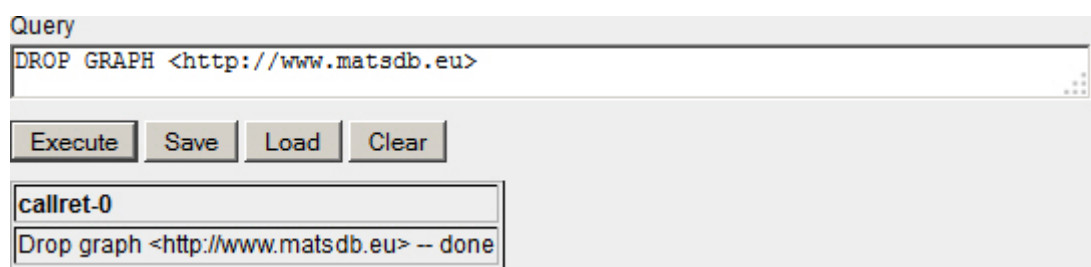 Query
DROP GRAPH <http://www.matsdb.eu>
Execute Save Load Clear
callret-0
Drop graph <http://www.matsdb.eu> -- done